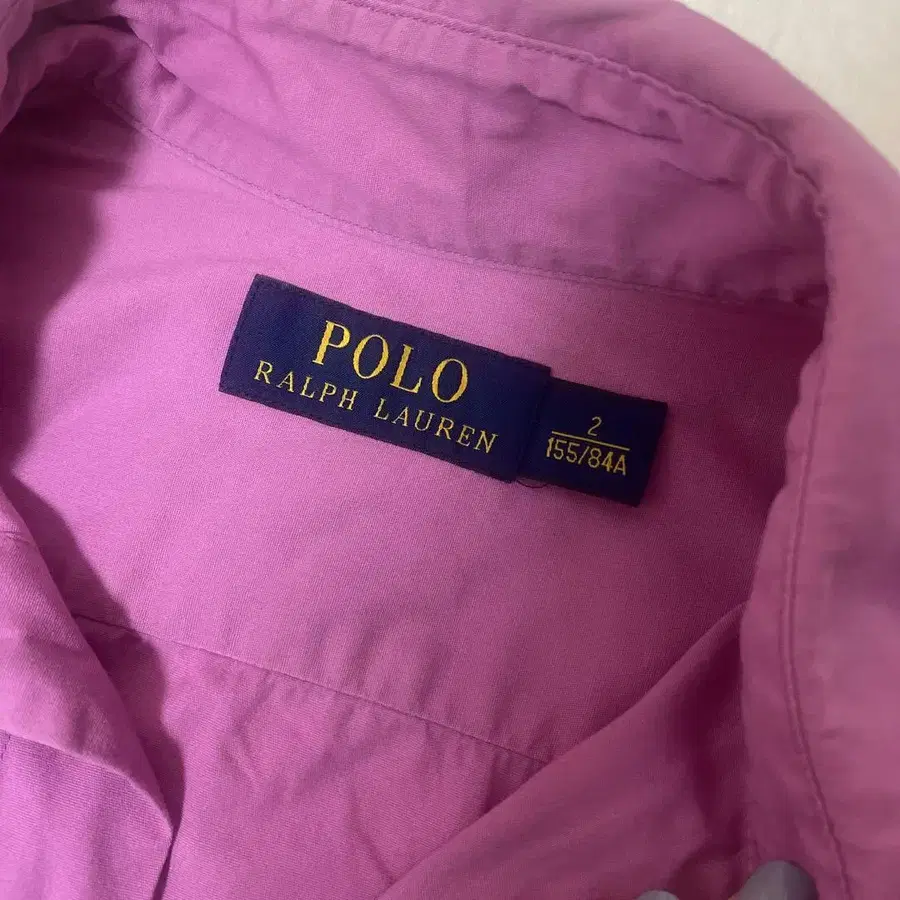 POLO
RALPH LAUREN
2
155/84A